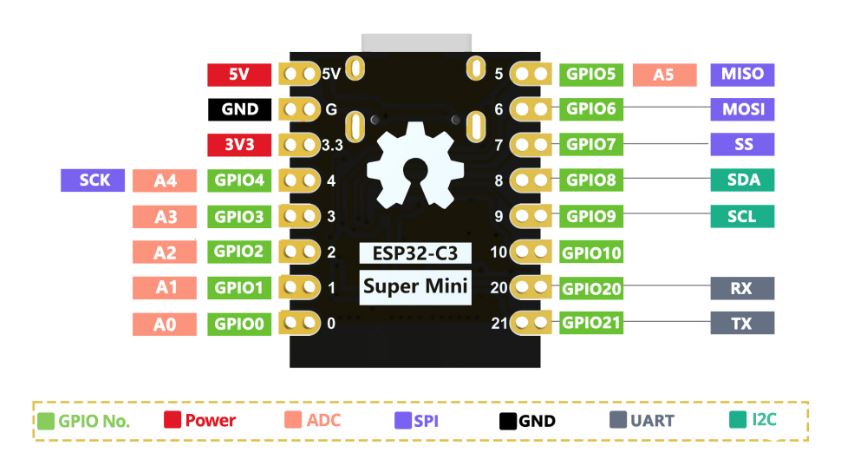 5V 5V 5 GPIO5 A5 MISO
GND G 6 GPIO6 MOSI
3V3 3.3 7 GPIO7 SS
SCK A4 GPIO4 4 8 GPIO8 SDA
A3 GPIO3 3 9 GPIO9 SCL
A2 GPIO2 2 ESP32-C3 10 GPIO10
A1 GPIO1 1 Super Mini 20 GPIO20 RX
A0 GPIO0 0 21 GPIO21 TX
GPIO No. Power ADC SPI GND UART I2C